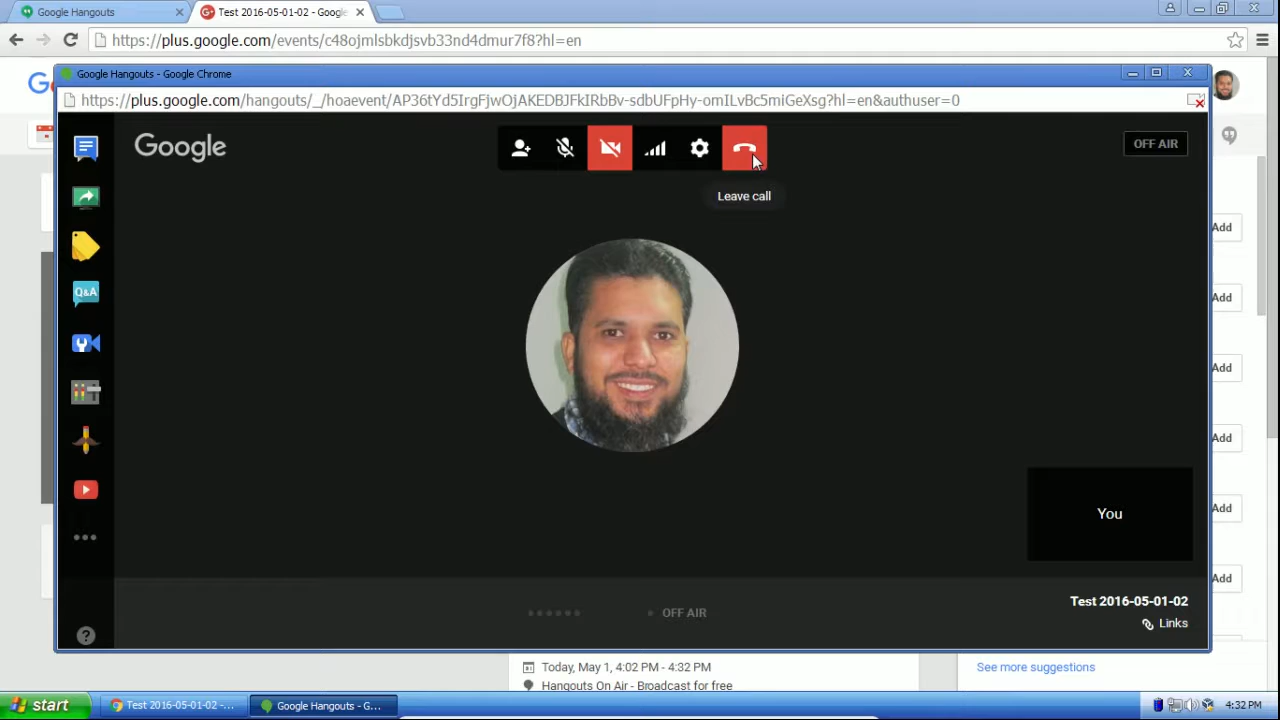 Google Hangouts
Test 2016-05-01-02 - Google
https://plus.google.com/events/c48ojmlsbkdjsvb33nd4dmur7f8?hl=en
Google Hangouts - Google Chrome
https://plus.google.com/hangouts/_/hoaevent/AP36tYd5IrgFjwOjAKEDBJFkIRbBv-sdbUFpHy-omILvBc5miGeXsg?hl=en&authuser=0
Google
OFF AIR
Leave call
Add
Add
Q&A
Add
Add
You
Add
Add
Test 2016-05-01-02
OFF AIR
Links
?
Today, May 1, 4:02 PM - 4:32 PM
See more suggestions
Hangouts On Air - Broadcast for free
start
Test 2016-05-01-02 -...
Google Hangouts - G...
4:32 PM